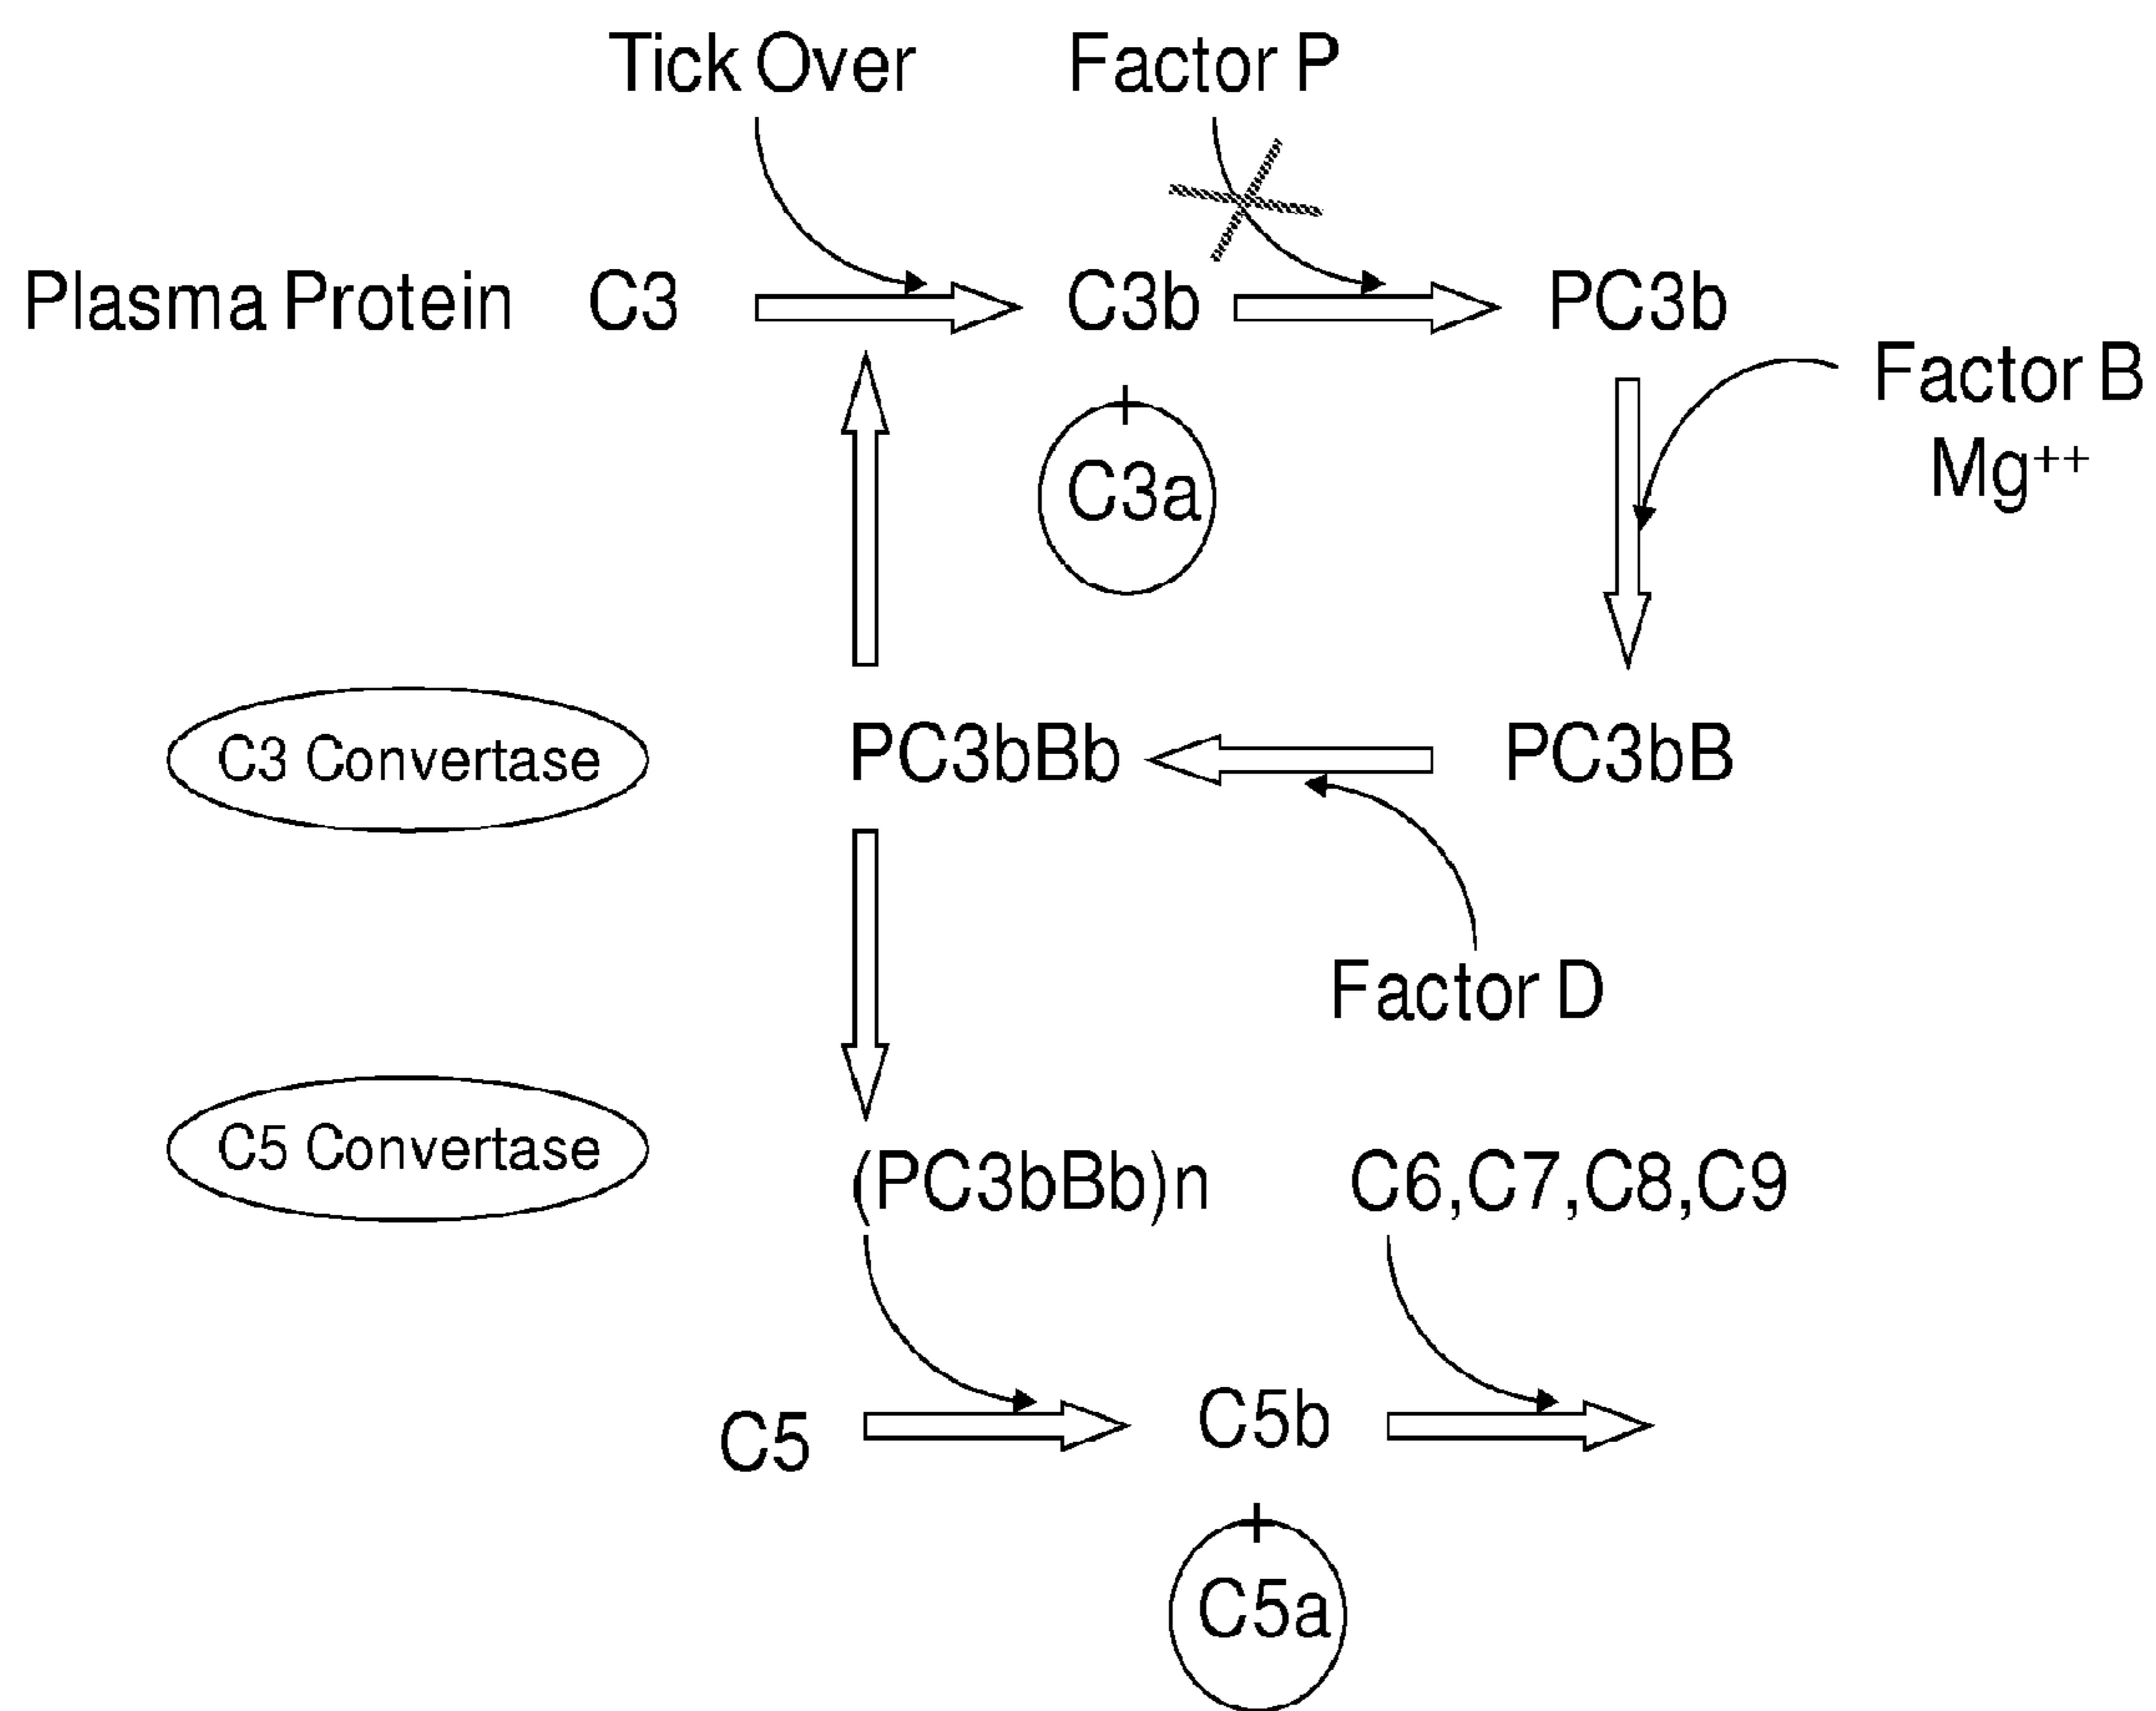 Tick Over Factor P
Plasma Protein C3 C3b PC3b
Factor B
Mg++
+
C3a
C3 Convertase PC3bBb PC3bB
Factor D
C5 Convertase
(PC3bBb)n C6,C7,C8,C9
C5 C5b
+
C5a